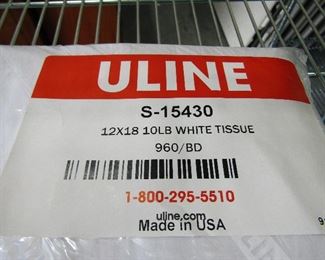 ULINE
S-15430
12X18 10LB WHITE TISSUE
960/BD
1-800-295-5510
uline.com
Made in USA